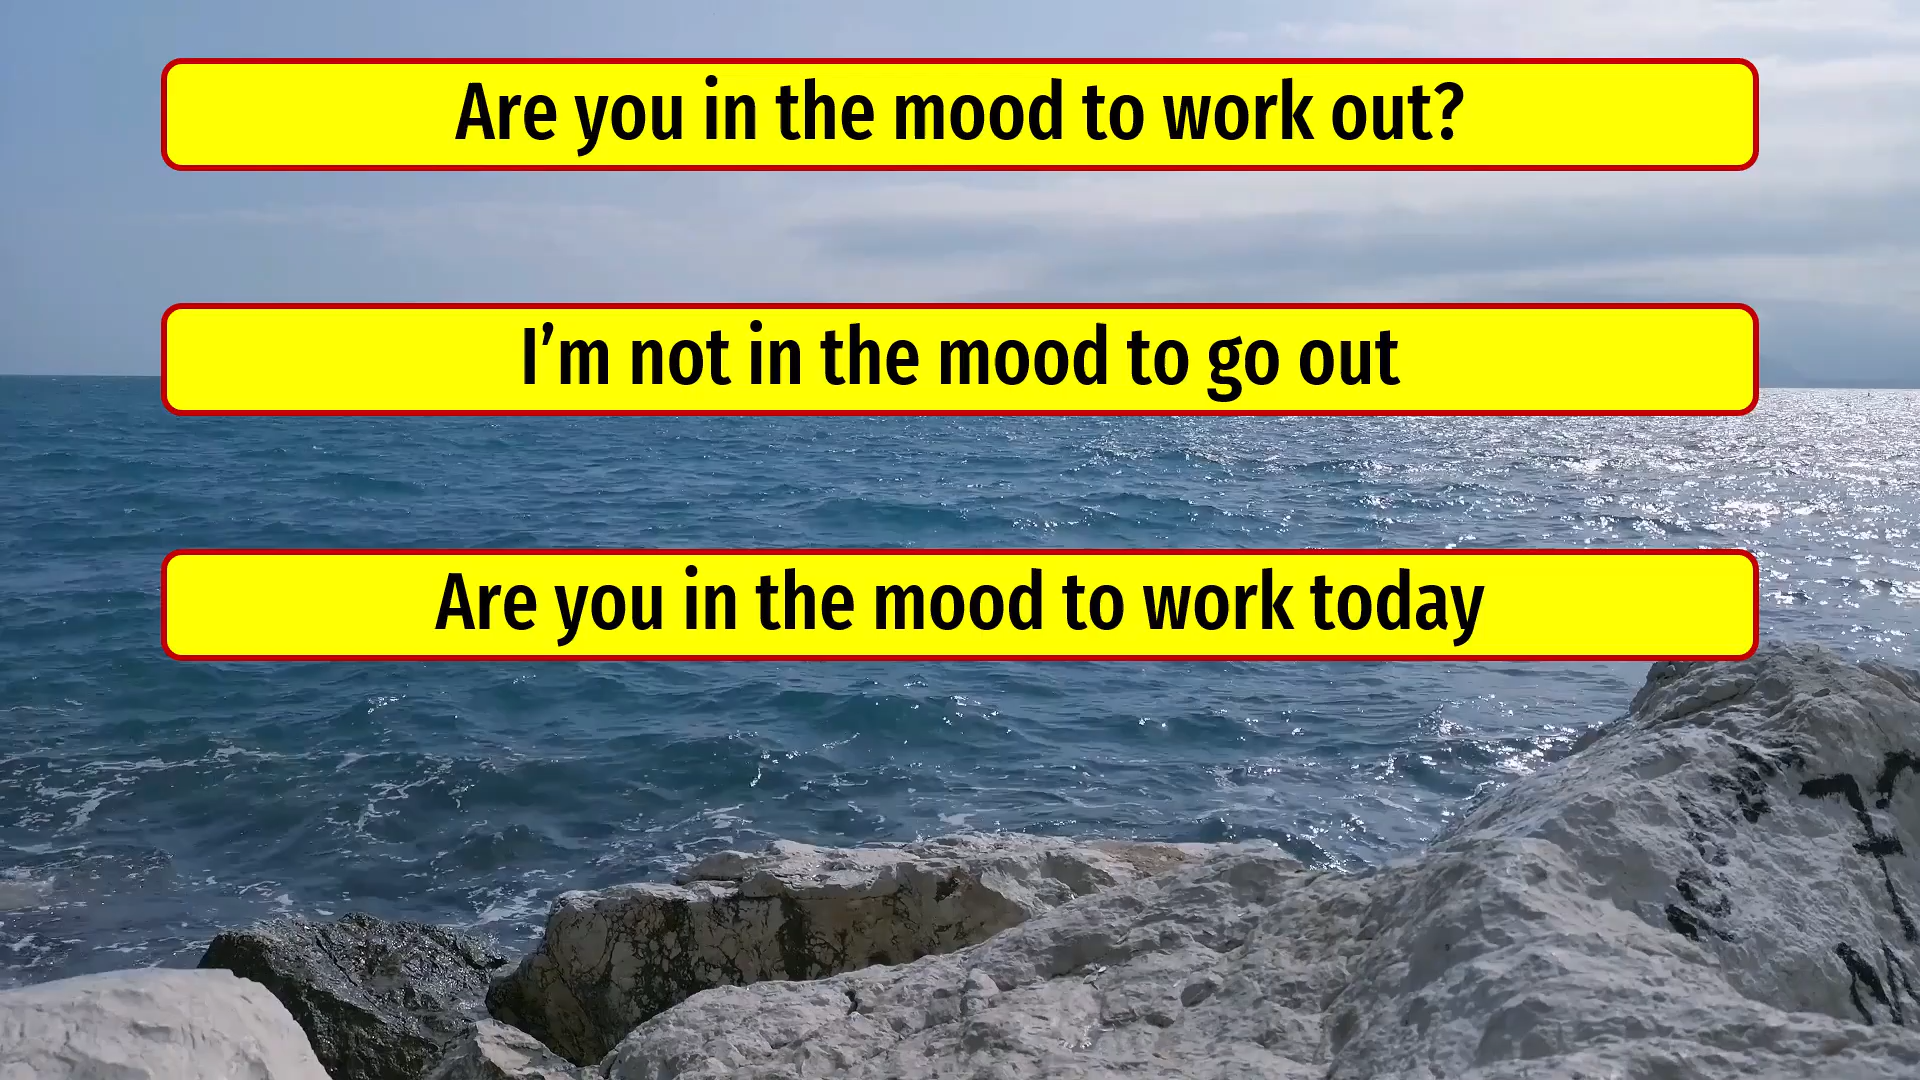 Are you in the mood to work out?
I’m not in the mood to go out
Are you in the mood to work today